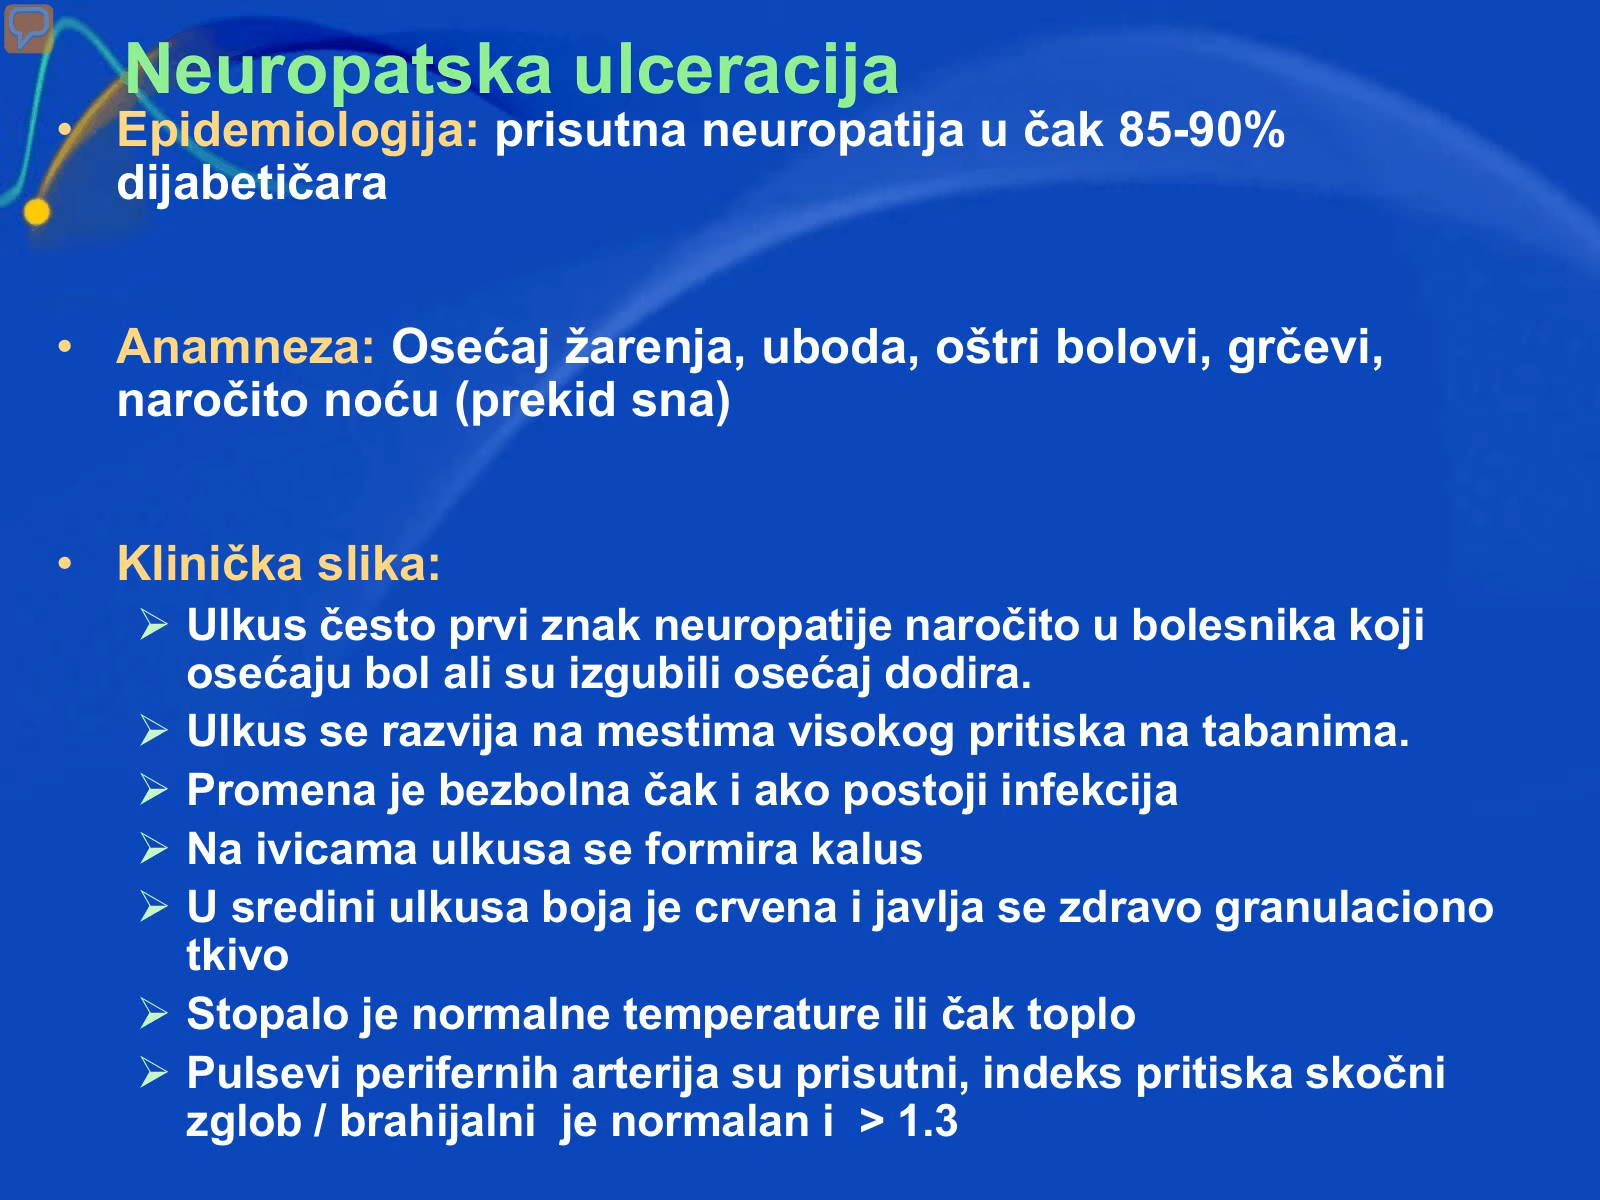 Neuropatska ulceracija
• Epidemiologija: prisutna neuropatija u čak 85-90%
dijabetičara
• Anamneza: Osećaj žarenja, uboda, oštri bolovi, grčevi,
naročito noću (prekid sna)
• Klinička slika:
➢ Ulkus često prvi znak neuropatije naročito u bolesnika koji
osećaju bol ali su izgubili osećaj dodira.
➢ Ulkus se razvija na mestima visokog pritiska na tabanima.
➢ Promena je bezbolna čak i ako postoji infekcija
➢ Na ivicama ulkusa se formira kalus
➢ U sredini ulkusa boja je crvena i javlja se zdravo granulaciono
tkivo
➢ Stopalo je normalne temperature ili čak toplo
➢ Pulsevi perifernih arterija su prisutni, indeks pritiska skočni
zglob / brahijalni  je normalan i  > 1.3